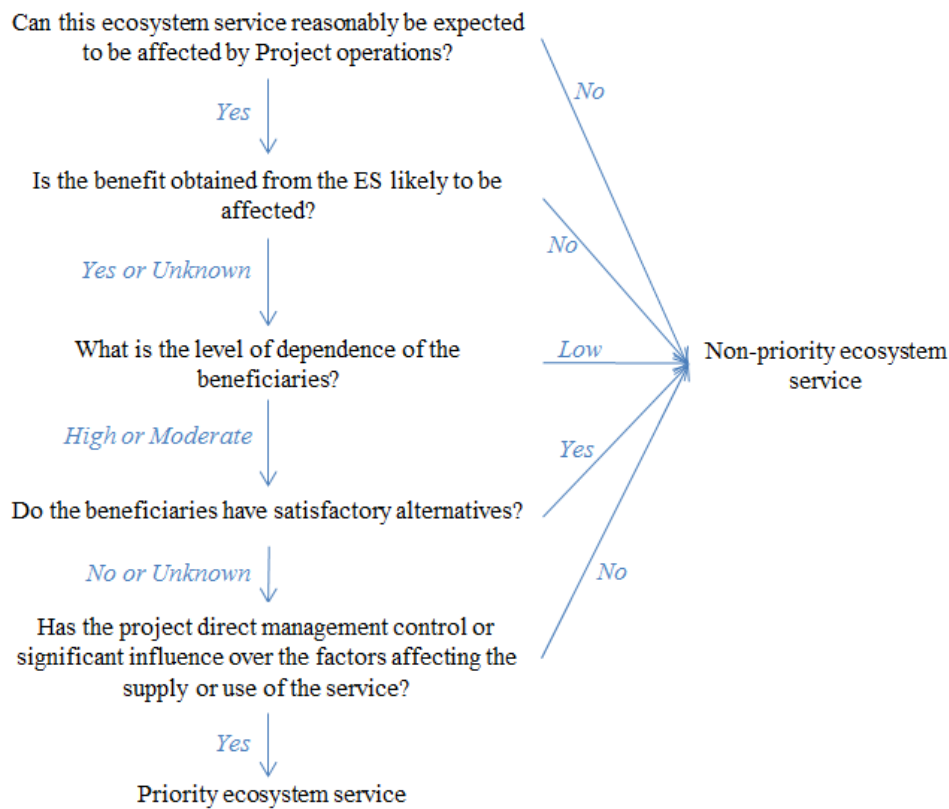 Can this ecosystem service reasonably be expected
to be affected by Project operations?
No
Yes
Is the benefit obtained from the ES likely to be
affected?
No
Yes or Unknown
What is the level of dependence of the
beneficiaries?
Low
Non-priority ecosystem
service
High or Moderate
Yes
Do the beneficiaries have satisfactory alternatives?
No or Unknown
No
Has the project direct management control or
significant influence over the factors affecting the
supply or use of the service?
Yes
Priority ecosystem service